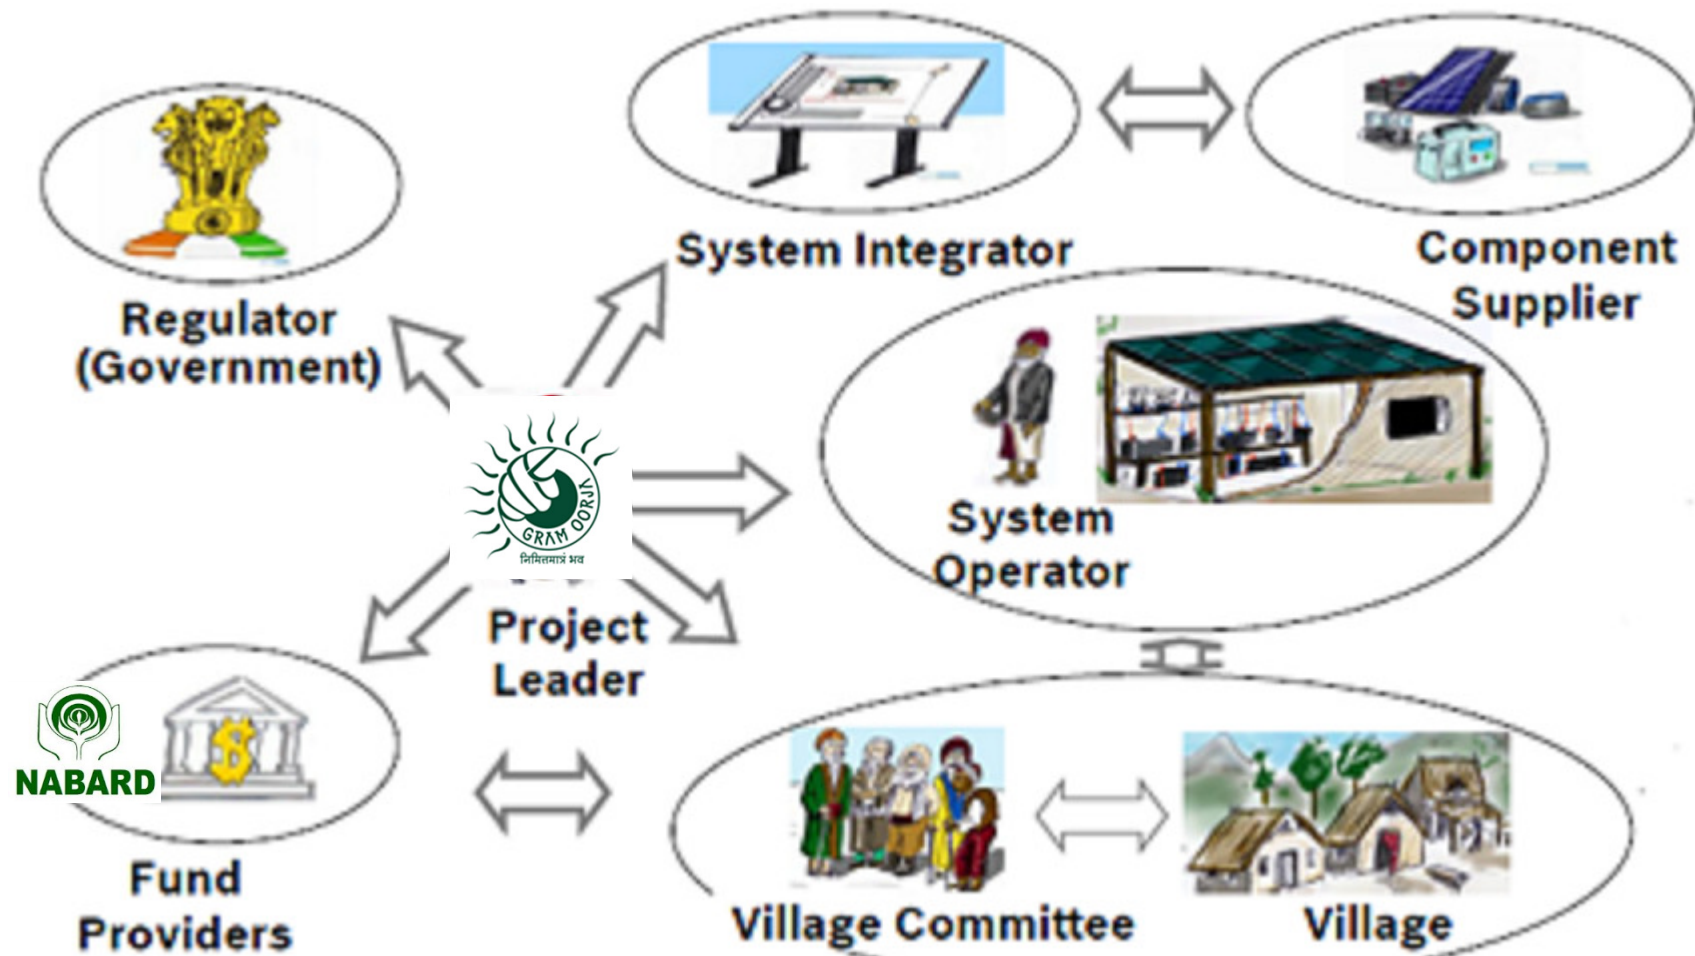 System Integrator
Component
Supplier
Regulator
(Government)
GRAM OORJA
निमित्तमात्रं भव
System
Operator
Project
Leader
NABARD
Fund
Providers
Village Committee
Village